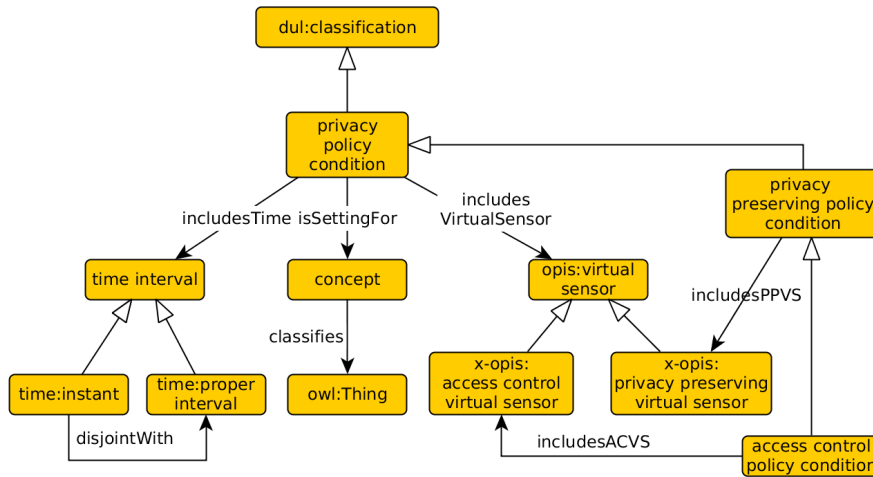 dul:classification
privacy
policy
condition
privacy
preserving policy
condition
includesTime
isSettingFor
includes
VirtualSensor
time interval
concept
opis:virtual
sensor
includesPPVS
classifies
time:instant
time:proper
interval
owl:Thing
x-opis:
access control
virtual sensor
x-opis:
privacy preserving
virtual sensor
disjointWith
includesACVS
access control
policy condition